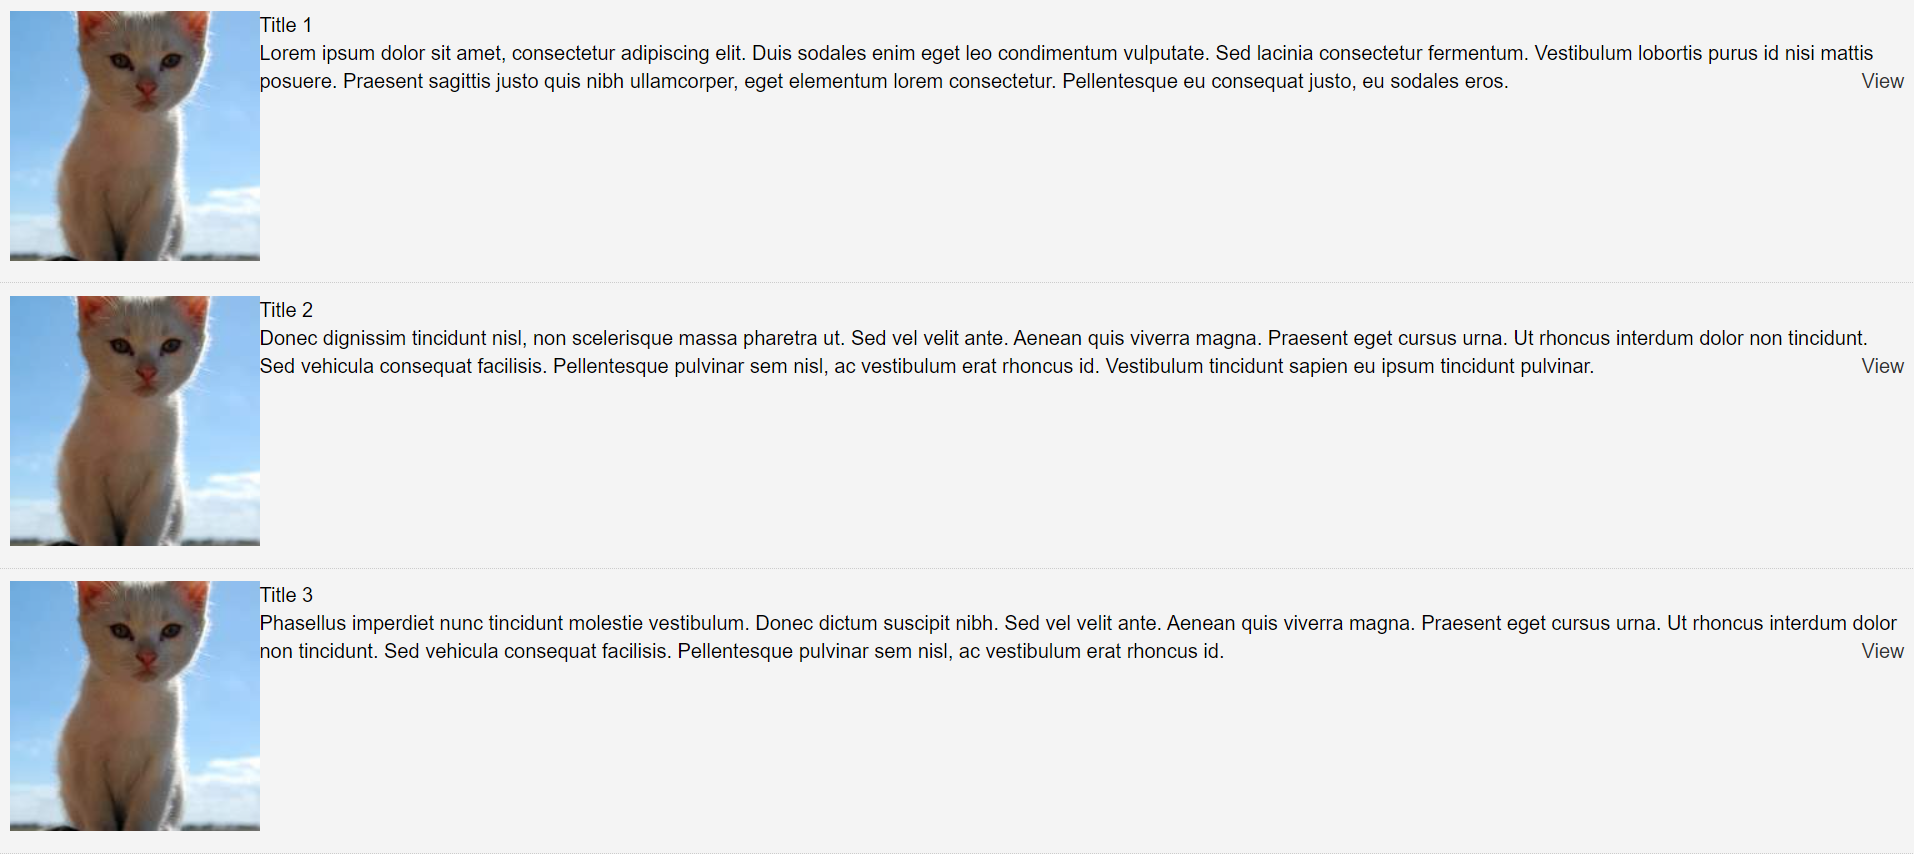 Title 1
Lorem ipsum dolor sit amet, consectetur adipiscing elit. Duis sodales enim eget leo condimentum vulputate. Sed lacinia consectetur fermentum. Vestibulum lobortis purus id nisi mattis
posuere. Praesent sagittis justo quis nibh ullamcorper, eget elementum lorem consectetur. Pellentesque eu consequat justo, eu sodales eros. View
Title 2
Donec dignissim tincidunt nisl, non scelerisque massa pharetra ut. Sed vel velit ante. Aenean quis viverra magna. Praesent eget cursus urna. Ut rhoncus interdum dolor non tincidunt.
Sed vehicula consequat facilisis. Pellentesque pulvinar sem nisl, ac vestibulum erat rhoncus id. Vestibulum tincidunt sapien eu ipsum tincidunt pulvinar. View
Title 3
Phasellus imperdiet nunc tincidunt molestie vestibulum. Donec dictum suscipit nibh. Sed vel velit ante. Aenean quis viverra magna. Praesent eget cursus urna. Ut rhoncus interdum dolor
non tincidunt. Sed vehicula consequat facilisis. Pellentesque pulvinar sem nisl, ac vestibulum erat rhoncus id. View